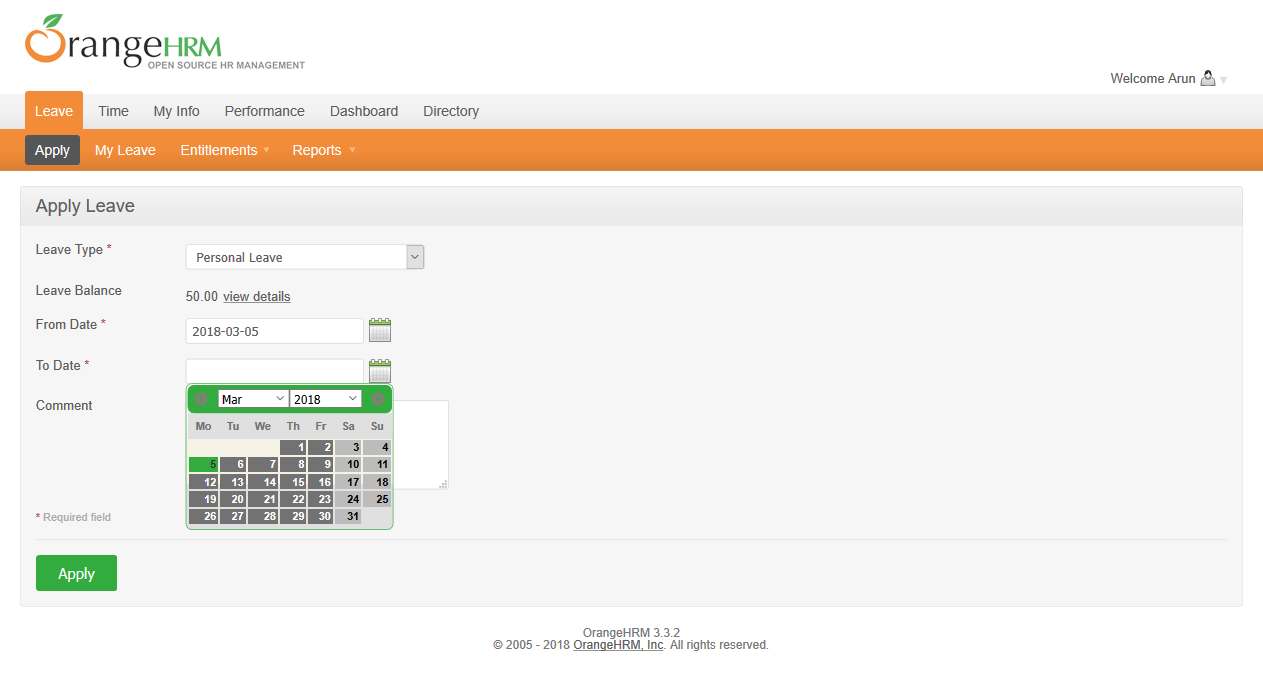 OrangeHRM
OPEN SOURCE HR MANAGEMENT
Welcome Arun
Leave Time My Info Performance Dashboard Directory
Apply My Leave Entitlements Reports
Apply Leave
Leave Type * Personal Leave
Leave Balance 50.00 view details
From Date * 2018-03-05
To Date *
Comment
Mar 2018
Mo Tu We Th Fr Sa Su
1 2 3 4
5 6 7 8 9 10 11
12 13 14 15 16 17 18
19 20 21 22 23 24 25
26 27 28 29 30 31
* Required field
Apply
OrangeHRM 3.3.2
© 2005 - 2018 OrangeHRM, Inc. All rights reserved.